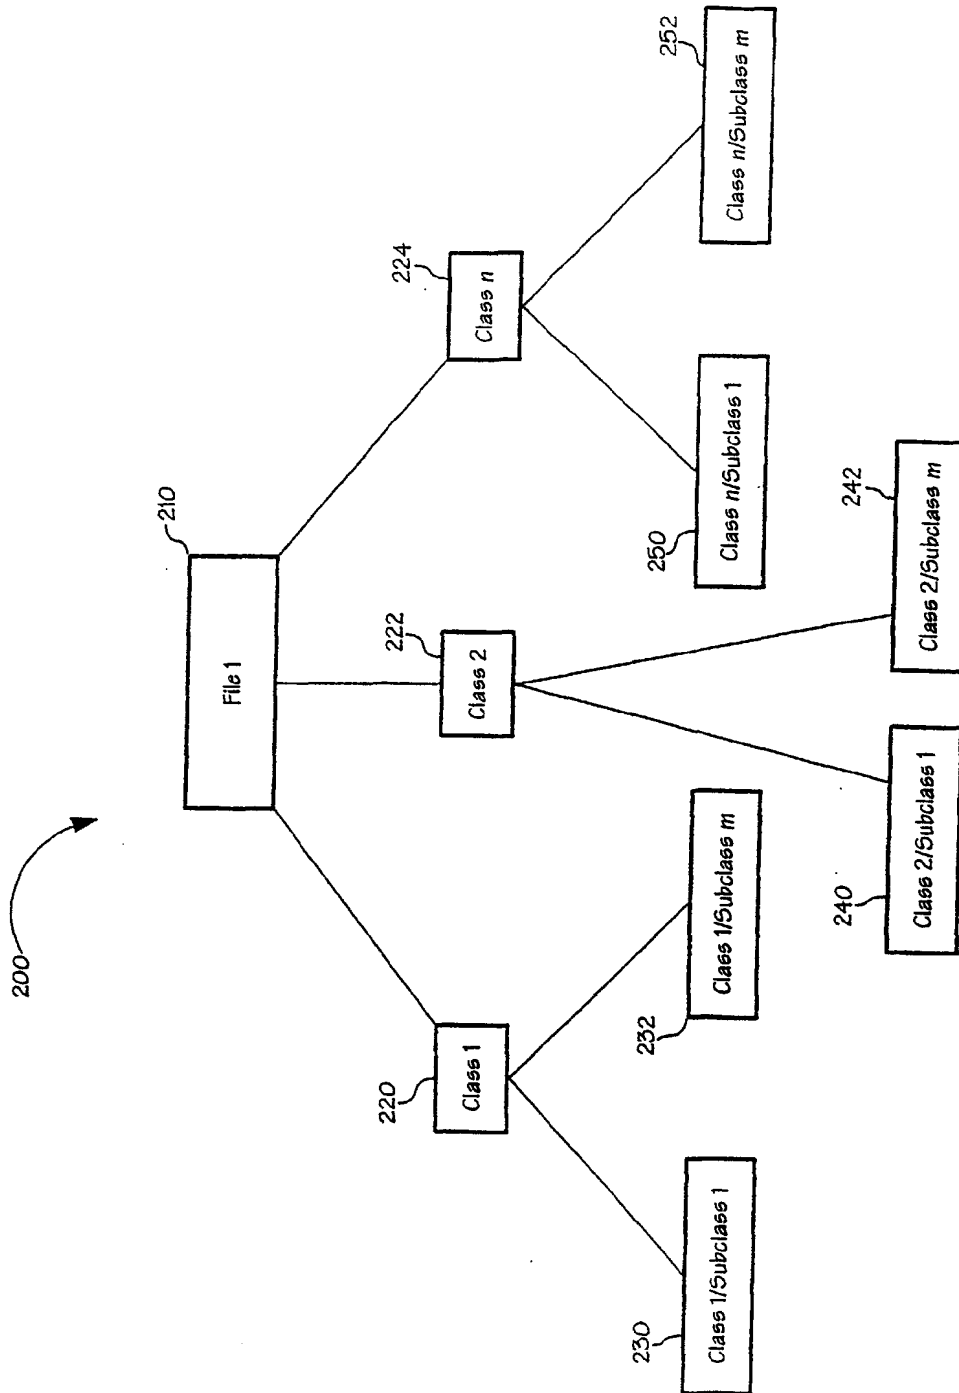 200
210
File 1
220
Class 1
222
Class 2
224
Class n
230
Class 1/Subclass 1
232
Class 1/Subclass m
250
Class n/Subclass 1
252
Class n/Subclass m
240
Class 2/Subclass 1
242
Class 2/Subclass m